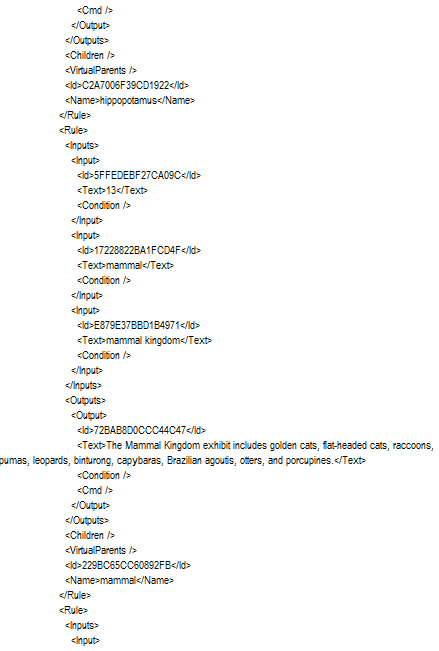 <Cmd />
</Output>
</Outputs>
<Children />
<VirtualParents />
<Id>C2A7006F39CD1922</Id>
<Name>hippopotamus</Name>
</Rule>
<Rule>
<Inputs>
<Input>
<Id>5FFEDEBF27CA09C</Id>
<Text>13</Text>
<Condition />
</Input>
<Input>
<Id>17228822BA1FCD4F</Id>
<Text>mammal</Text>
<Condition />
</Input>
<Input>
<Id>E879E37BBD1B4971</Id>
<Text>mammal kingdom</Text>
<Condition />
</Input>
</Inputs>
<Outputs>
<Output>
<Id>72BAB8D0CCC44C47</Id>
<Text>The Mammal Kingdom exhibit includes golden cats, flat-headed cats, raccoons,
pumas, leopards, binturong, capybaras, Brazilian agoutis, otters, and porcupines.</Text>
<Condition />
<Cmd />
</Output>
</Outputs>
<Children />
<VirtualParents />
<Id>229BC65CC60892FB</Id>
<Name>mammal</Name>
</Rule>
<Rule>
<Inputs>
<Input>